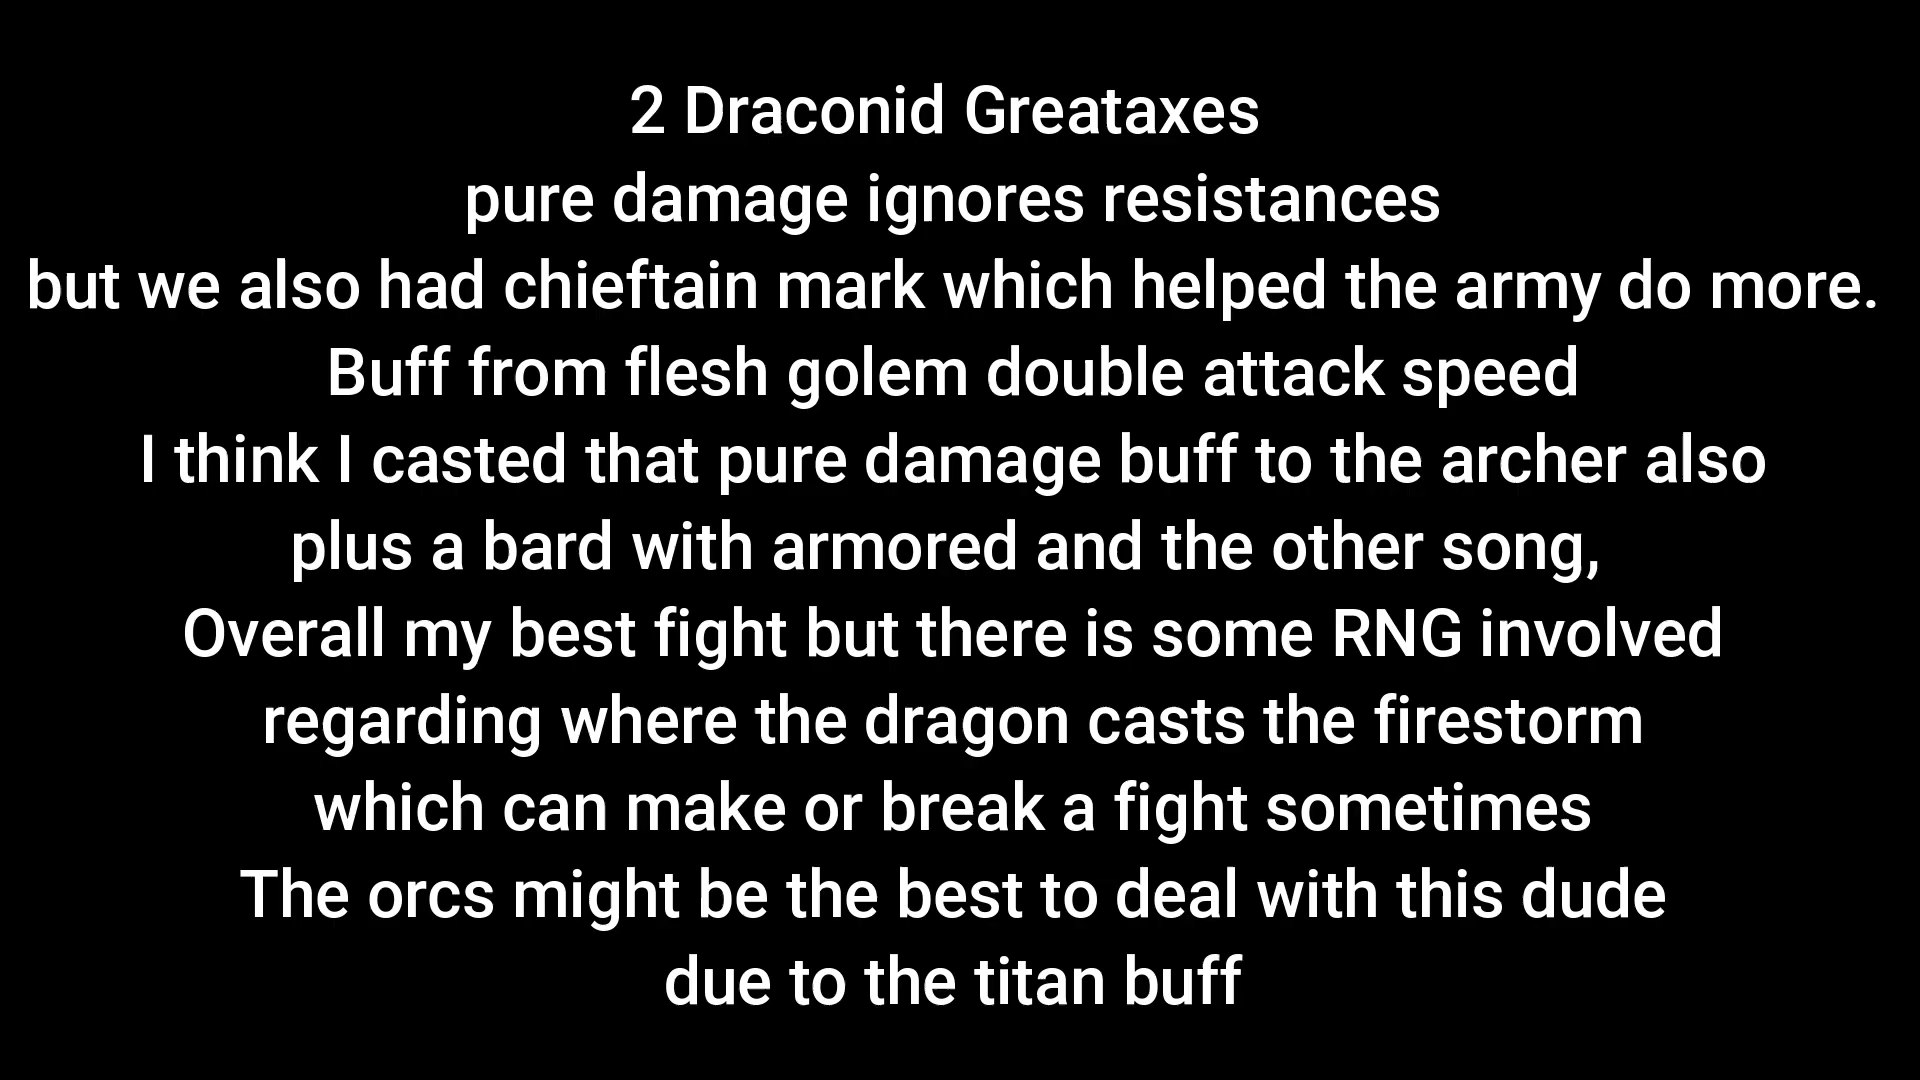 2 Draconid Greataxes
pure damage ignores resistances
but we also had chieftain mark which helped the army do more.
Buff from flesh golem double attack speed
I think I casted that pure damage buff to the archer also
plus a bard with armored and the other song,
Overall my best fight but there is some RNG involved
regarding where the dragon casts the firestorm
which can make or break a fight sometimes
The orcs might be the best to deal with this dude
due to the titan buff